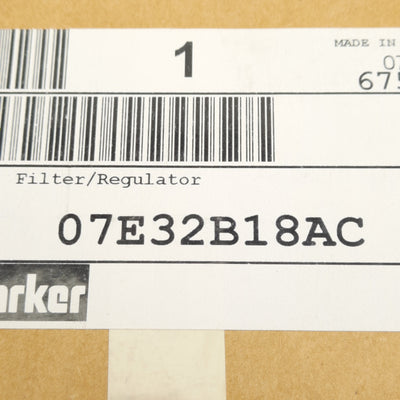 1
MADE IN
07
675
Filter/Regulator
07E32B18AC
arker